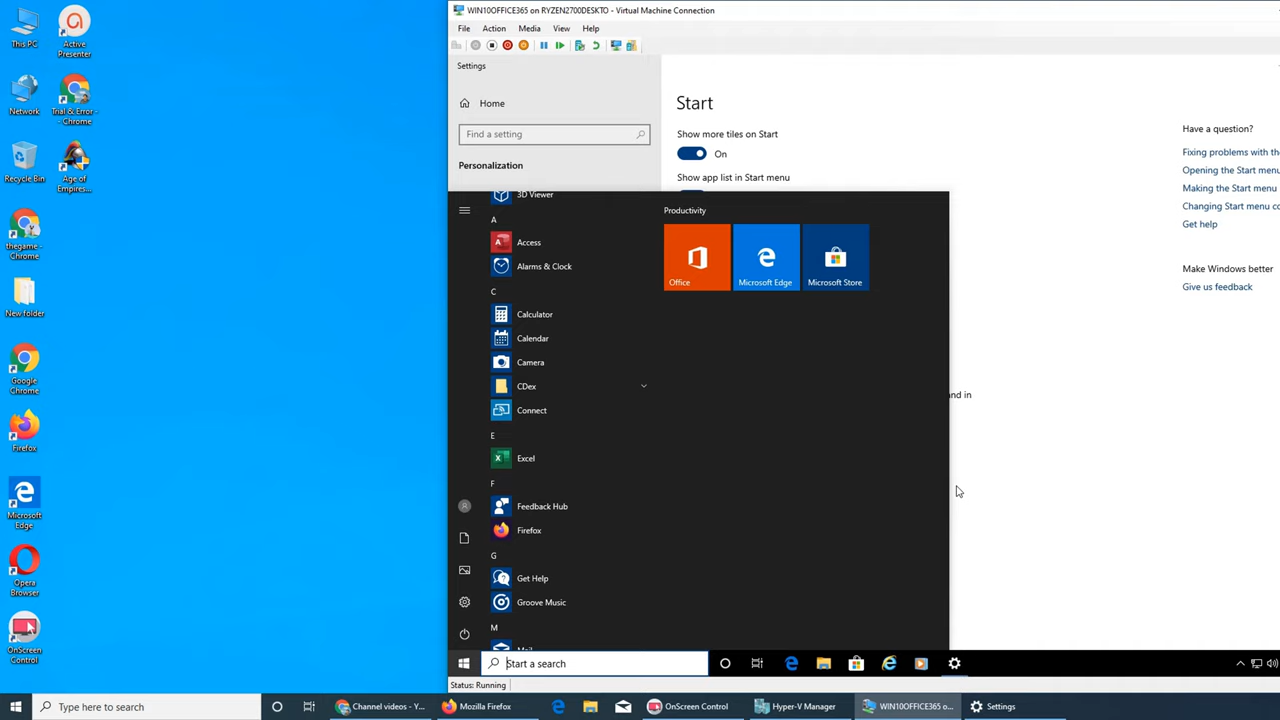 This PC
Active
Presenter
Network
Trial & Error -
- Chrome
Recycle Bin
Age of
Empires...
thegame -
Chrome
New folder
Google
Chrome
Firefox
Microsoft
Edge
Opera
Browser
OnScreen
Control
WIN10OFFICE365 on RYZEN2700DESKTO - Virtual Machine Connection
File Action Media View Help
Settings
Home
Find a setting
Personalization
Start
Show more tiles on Start
On
Show app list in Start menu
Have a question?
Fixing problems with the
Opening the Start menu
Making the Start menu
Changing Start menu co
Get help
Make Windows better
Give us feedback
and in
3D Viewer
A
Access
Alarms & Clock
C
Calculator
Calendar
Camera
CDex
Connect
E
Excel
F
Feedback Hub
Firefox
G
Get Help
Groove Music
M
Mail
Productivity
Office
Microsoft Edge
Microsoft Store
Start a search
Status: Running
Type here to search
Channel videos - Y...
Mozilla Firefox
OnScreen Control
Hyper-V Manager
WIN10OFFICE365 o...
Settings